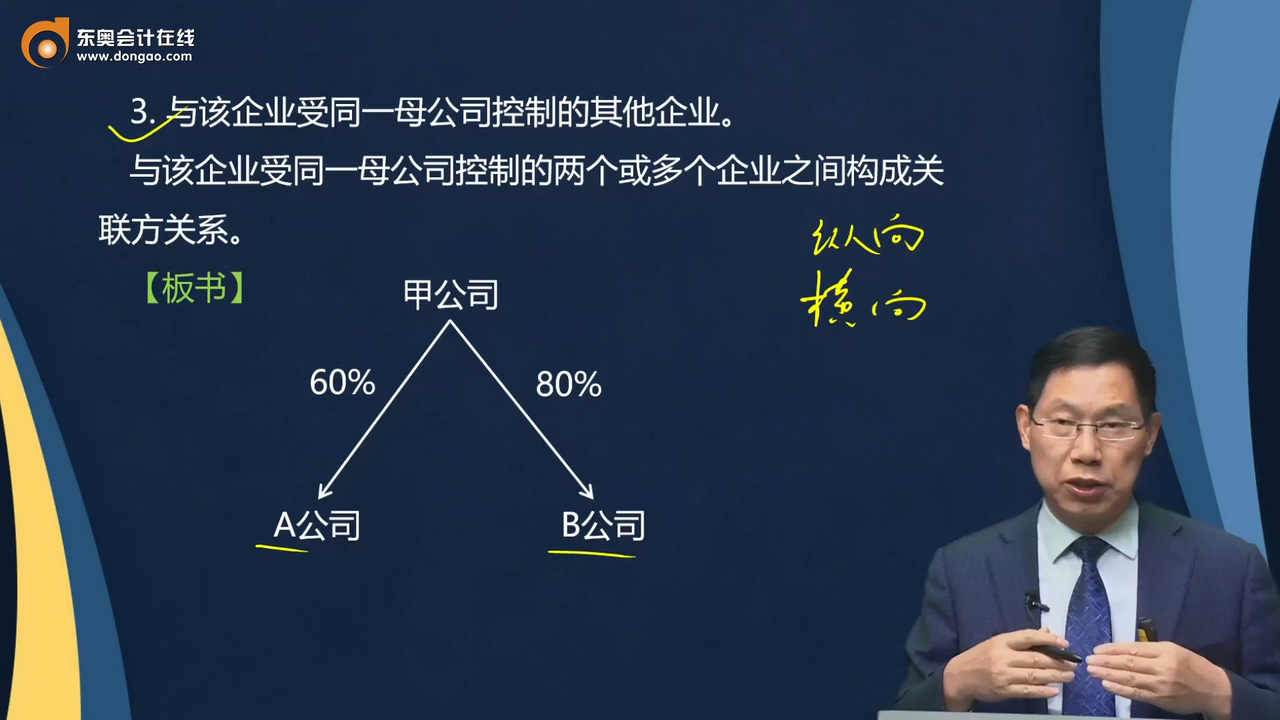 东奥会计在线
www.dongao.com
3. 与该企业受同一母公司控制的其他企业。
与该企业受同一母公司控制的两个或多个企业之间构成关
联方关系。
纵向
【板书】
甲公司
横向
60%
80%
A公司
B公司